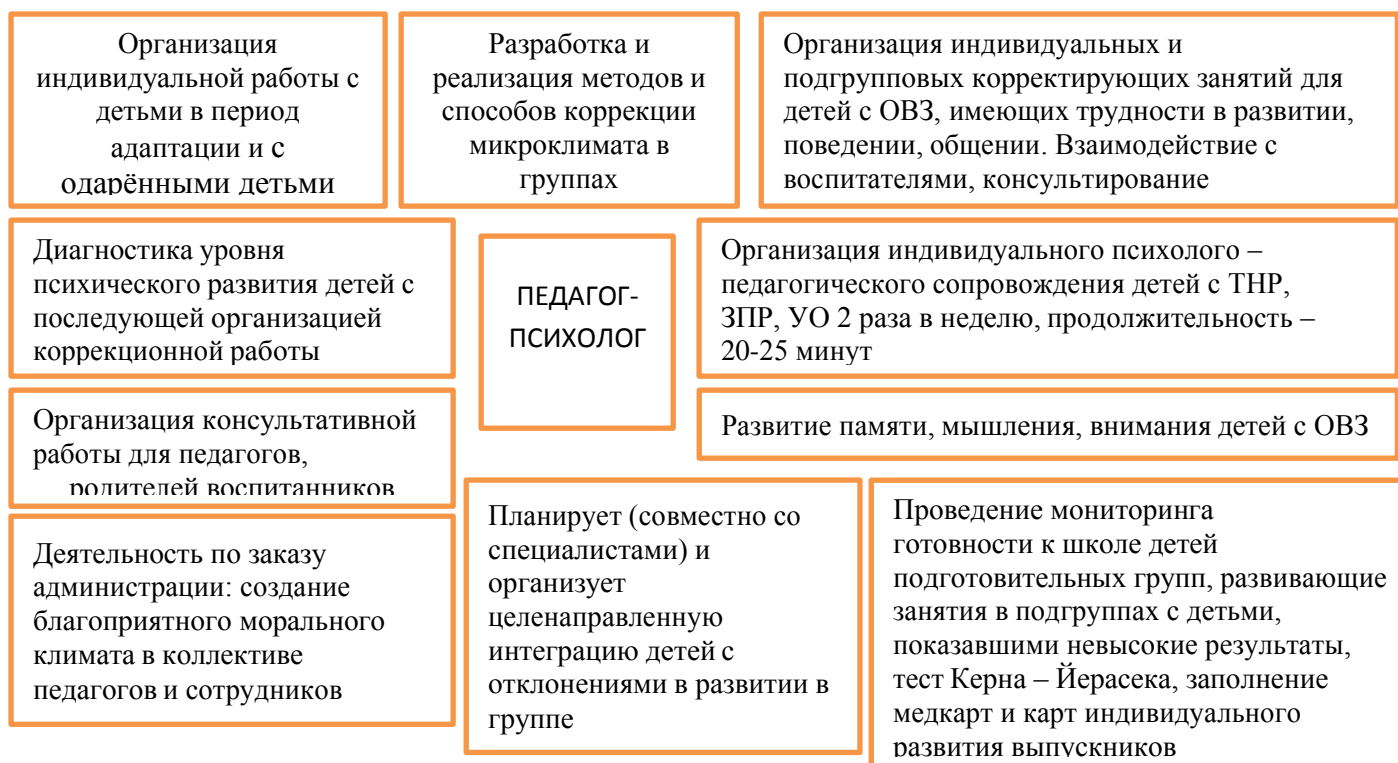 Организация
индивидуальной работы с
детьми в период
адаптации и с
одарёнными детьми
Разработка и
реализация методов и
способов коррекции
микроклимата в
группах
Организация индивидуальных и
подгрупповых корректирующих занятий для
детей с ОВЗ, имеющих трудности в развитии,
поведении, общении. Взаимодействие с
воспитателями, консультирование
Диагностика уровня
психического развития детей с
последующей организацией
коррекционной работы
ПЕДАГОГ-
ПСИХОЛОГ
Организация индивидуального психолого –
педагогического сопровождения детей с ТНР,
ЗПР, УО 2 раза в неделю, продолжительность –
20-25 минут
Организация консультативной
работы для педагогов,
родителей воспитанников
Развитие памяти, мышления, внимания детей с ОВЗ
Деятельность по заказу
администрации: создание
благоприятного морального
климата в коллективе
педагогов и сотрудников
Планирует (совместно со
специалистами) и
организует
целенаправленную
интеграцию детей с
отклонениями в развитии в
группе
Проведение мониторинга
готовности к школе детей
подготовительных групп, развивающие
занятия в подгруппах с детьми,
показавшими невысокие результаты,
тест Керна – Йерасека, заполнение
медкарт и карт индивидуального
развития выпускников